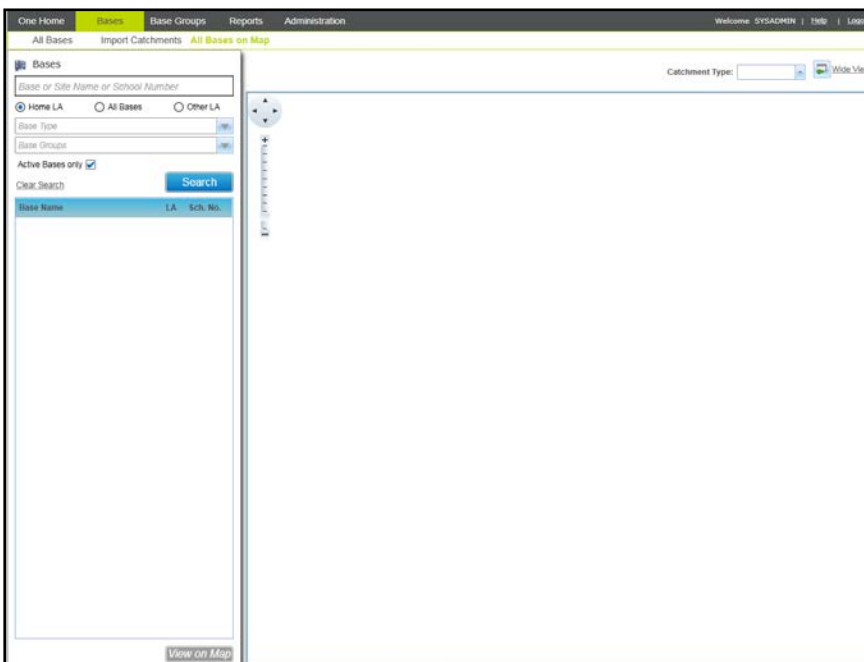 One Home Bases Base Groups Reports Administration Welcome SYSADMIN | Help |
All Bases Import Catchments All Bases on Map
Bases
Catchment Type: Wide
Base or Site Name or School Number
Home LA All Bases Other LA
Base Type
Base Groups
Active Bases only
Clear Search Search
Base Name LA Sch. No.
View on Map